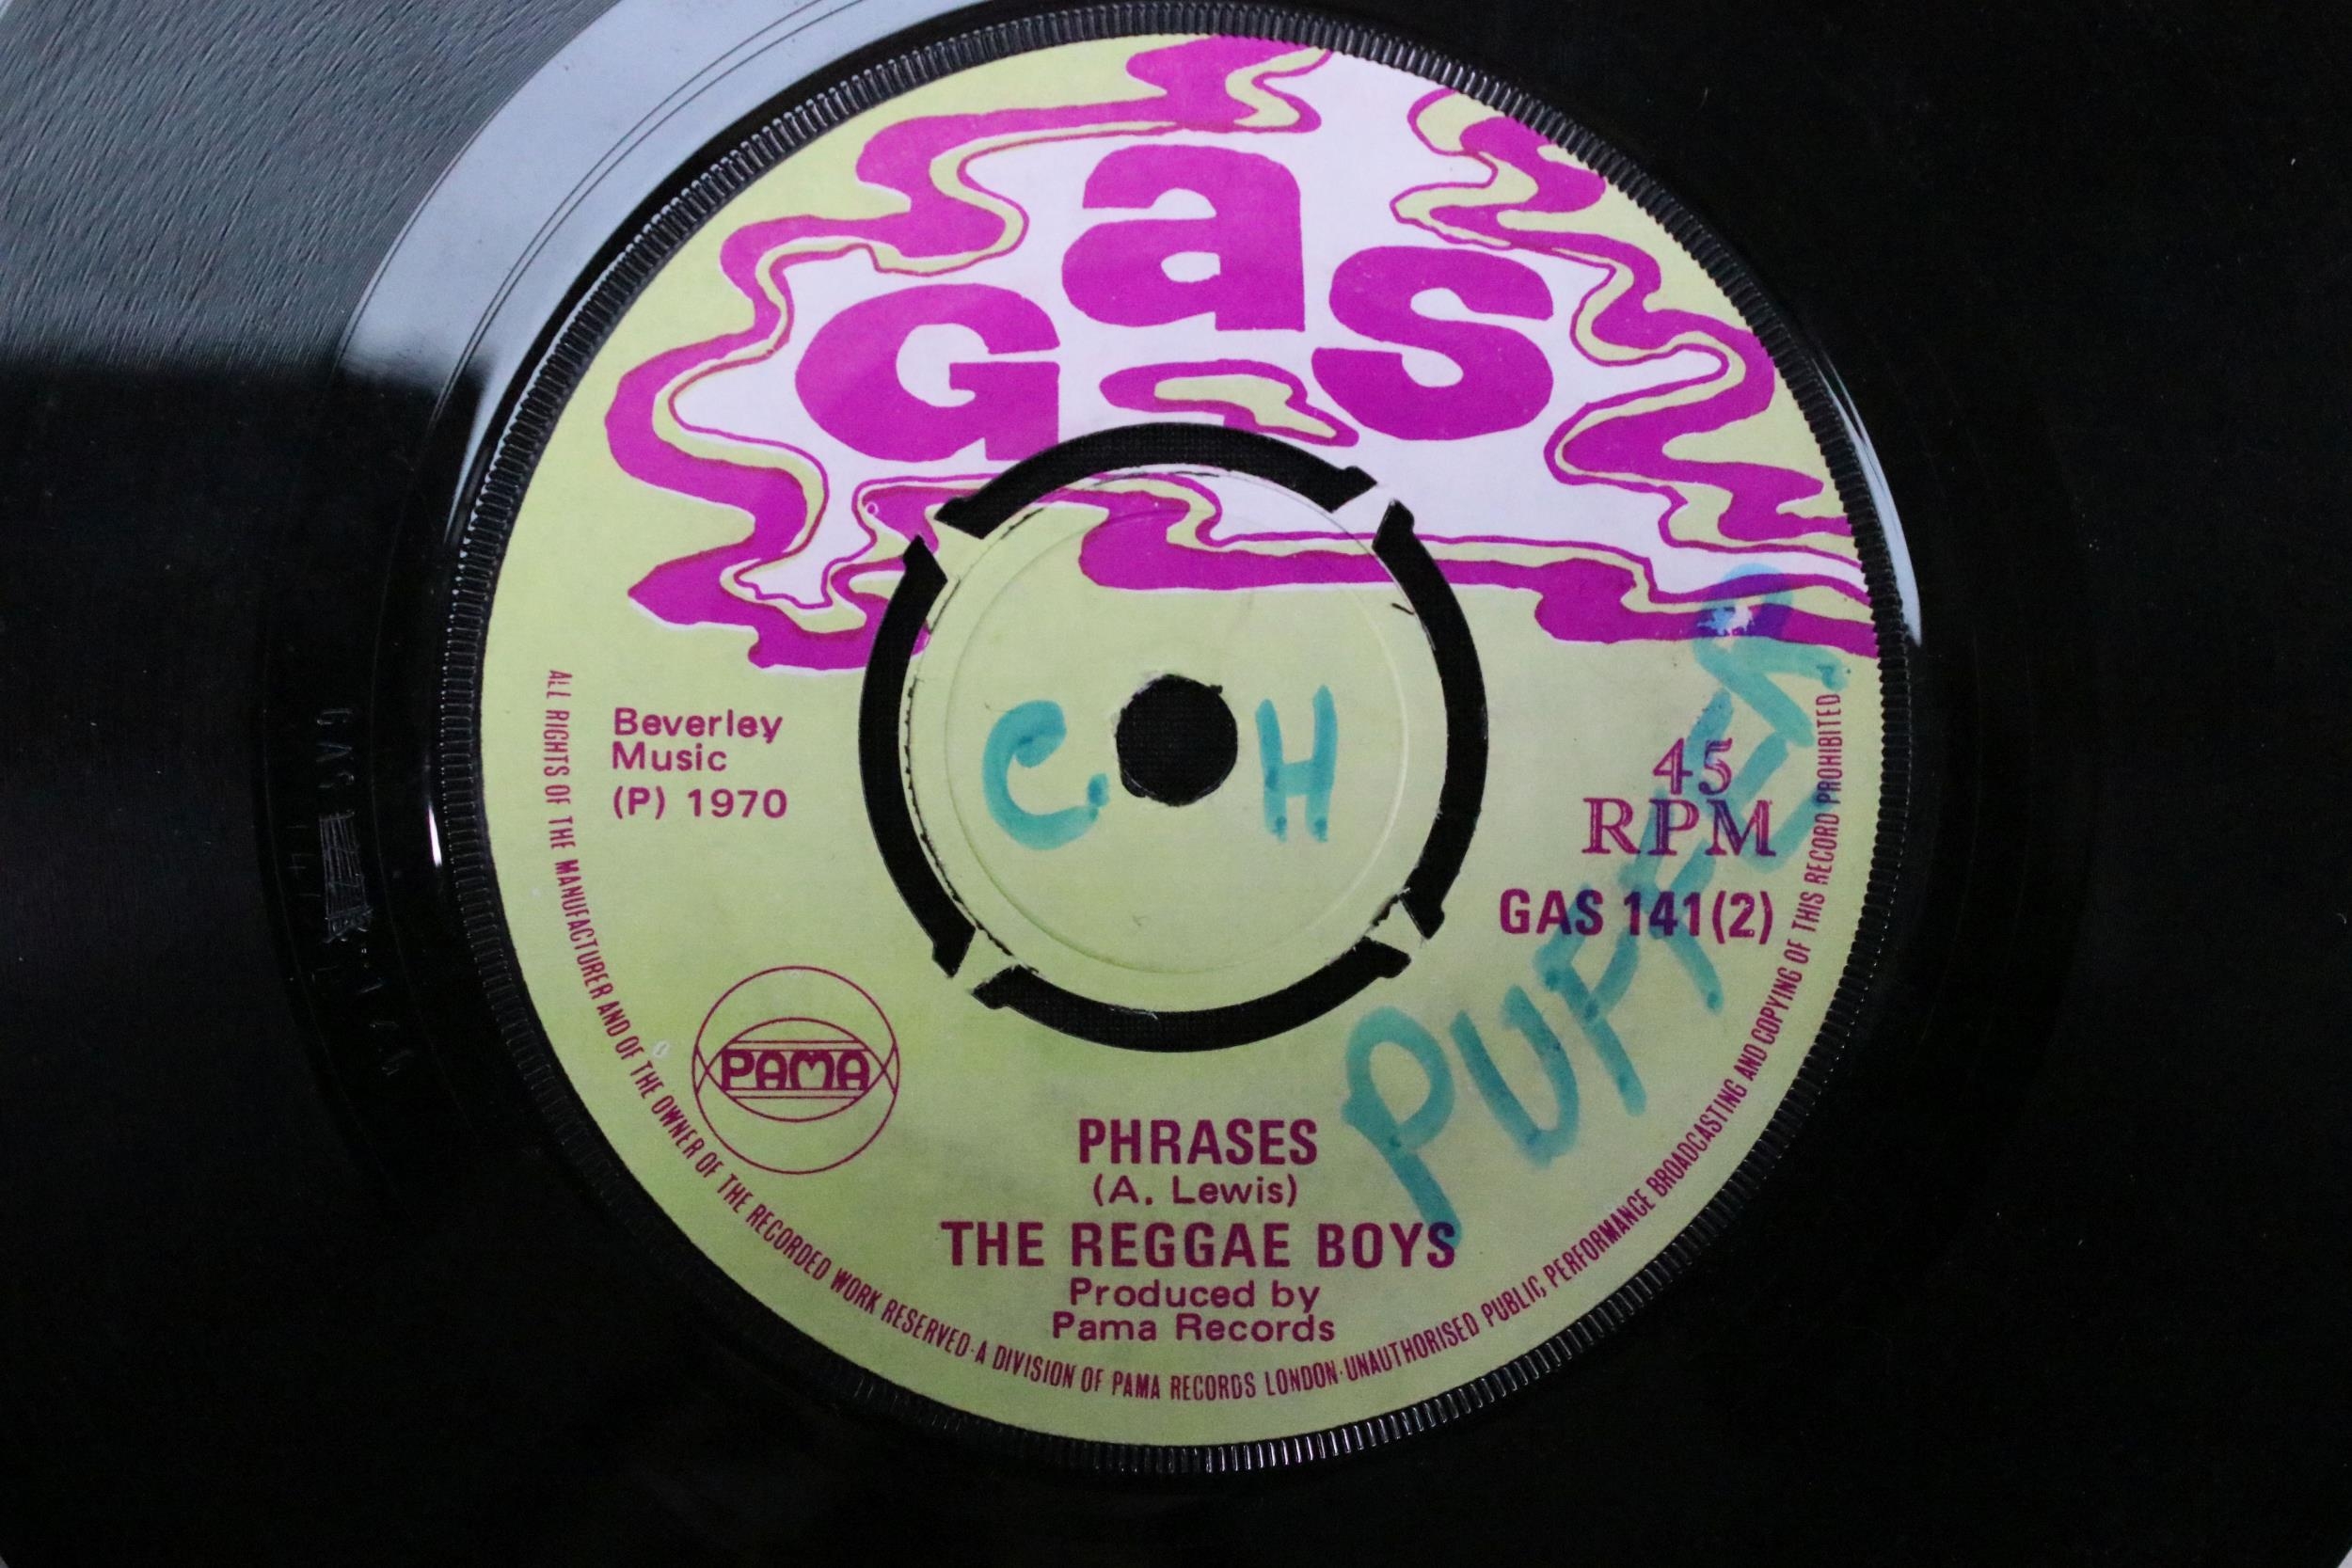 Gas
Beverley
Music
(P) 1970
C H
45
RPM
GAS 141(2)
PAMA
PHRASES
(A. Lewis)
THE REGGAE BOYS
Produced by
Pama Records
ALL RIGHTS OF THE MANUFACTURER AND OF THE OWNER OF THE RECORDED WORK RESERVED·A DIVISION OF PAMA RECORDS LONDON·UNAUTHORISED PUBLIC, PERFORMANCE BROADCASTING AND COPYING OF THIS RECORD PROHIBITED